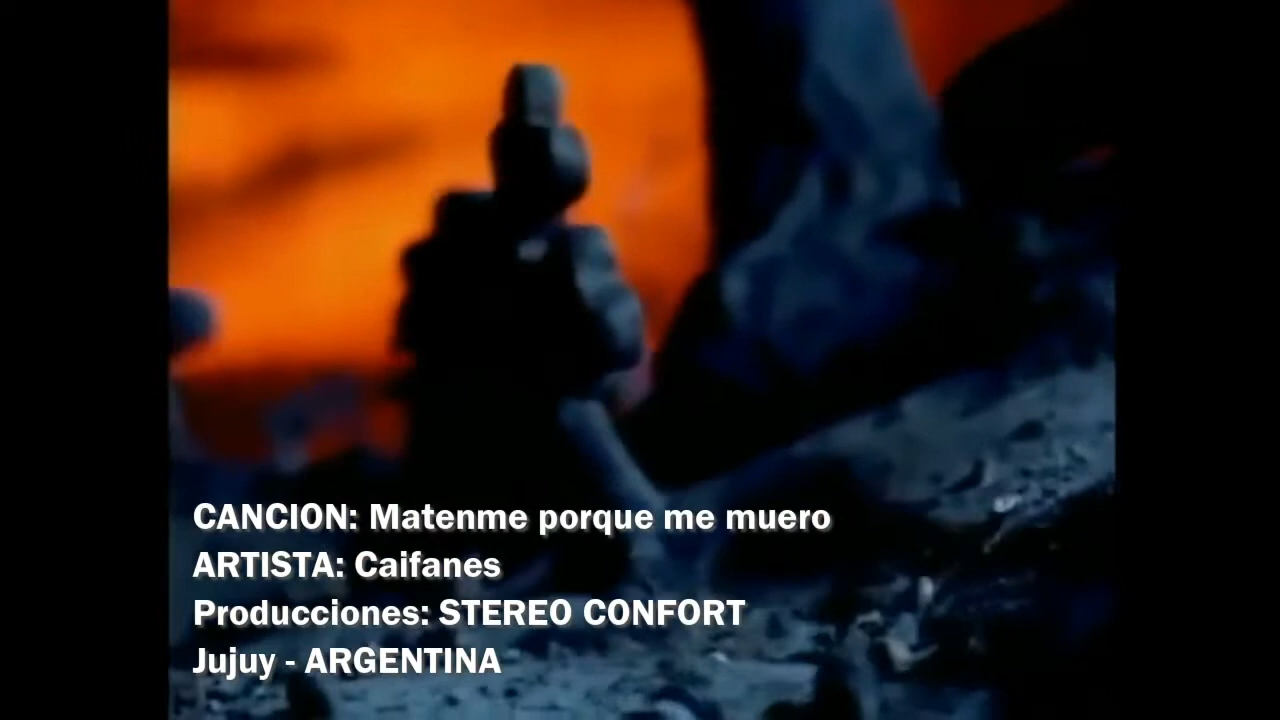 CANCION: Matenme porque me muero
ARTISTA: Caifanes
Producciones: STEREO CONFORT
Jujuy - ARGENTINA